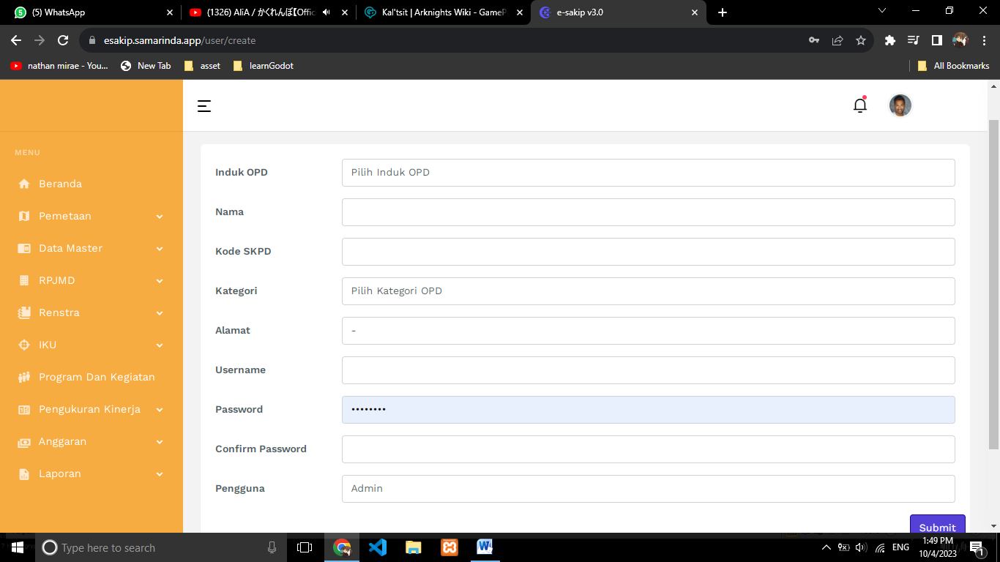 (5) WhatsApp
(1326) AliA / かくれんぼ【Offic
Kal'tsit | Arknights Wiki - GameP
e-sakip v3.0
esakip.samarinda.app/user/create
nathan mirae - You...
New Tab
asset
learnGodot
All Bookmarks
MENU
Beranda
Pemetaan
Data Master
RPJMD
Renstra
IKU
Program Dan Kegiatan
Pengukuran Kinerja
Anggaran
Laporan
Induk OPD
Pilih Induk OPD
Nama
Kode SKPD
Kategori
Pilih Kategori OPD
Alamat
-
Username
Password
••••••••
Confirm Password
Pengguna
Admin
Submit
Type here to search
ENG
1:49 PM
10/4/2023
1